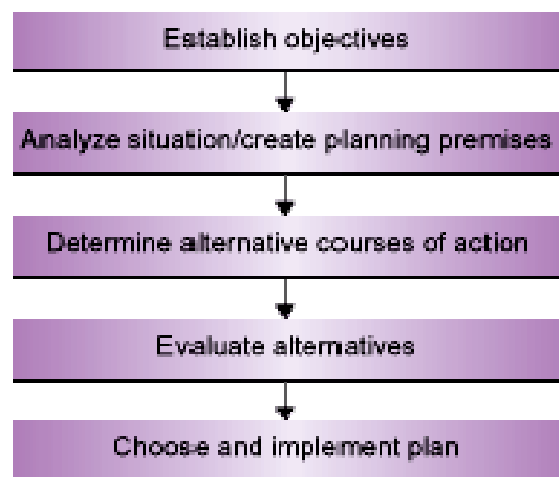 Establish objectives
Analyze situation/create planning premises
Determine alternative courses of action
Evaluate alternatives
Choose and implement plan